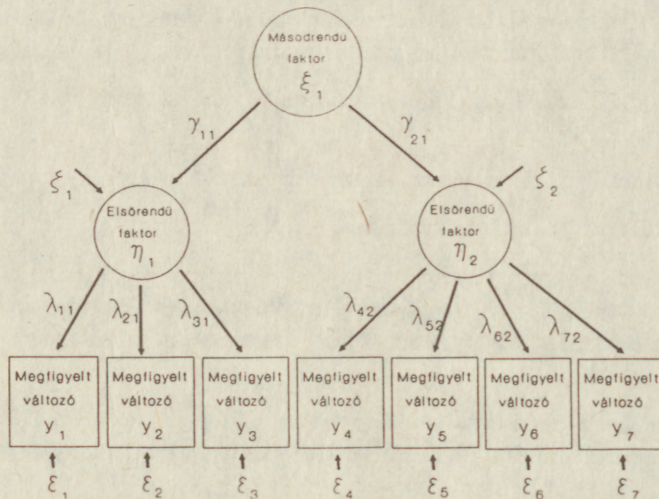 Másodrendű
faktor
ξ1
γ11
γ21
ξ1
ξ2
Elsőrendű
faktor
η1
Elsőrendű
faktor
η2
λ11
λ21
λ31
λ42
λ52
λ62
λ72
Megfigyelt
változó
y1
Megfigyelt
változó
y2
Megfigyelt
változó
y3
Megfigyelt
változó
y4
Megfigyelt
változó
y5
Megfigyelt
változó
y6
Megfigyelt
változó
y7
ε1
ε2
ε3
ε4
ε5
ε6
ε7